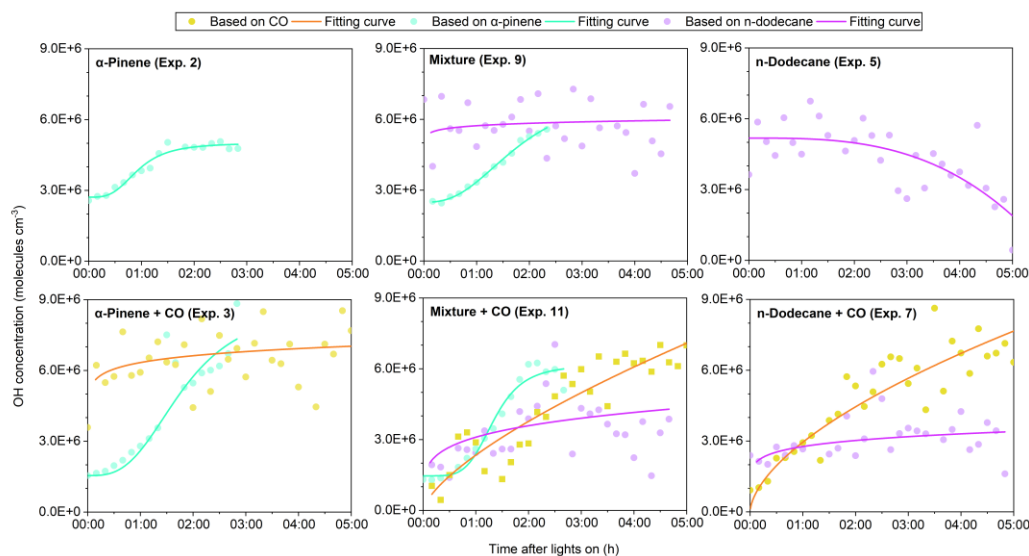 Based on CO Fitting curve Based on α-pinene Fitting curve Based on n-dodecane Fitting curve
OH concentration (molecules cm⁻³)
9.0E+6
6.0E+6
3.0E+6
0.0E+0
α-Pinene (Exp. 2)
00:00 01:00 02:00 03:00 04:00 05:00
9.0E+6
6.0E+6
3.0E+6
0.0E+0
Mixture (Exp. 9)
00:00 01:00 02:00 03:00 04:00 05:00
9.0E+6
6.0E+6
3.0E+6
0.0E+0
n-Dodecane (Exp. 5)
00:00 01:00 02:00 03:00 04:00 05:00
9.0E+6
6.0E+6
3.0E+6
0.0E+0
α-Pinene + CO (Exp. 3)
00:00 01:00 02:00 03:00 04:00 05:00
9.0E+6
6.0E+6
3.0E+6
0.0E+0
Mixture + CO (Exp. 11)
00:00 01:00 02:00 03:00 04:00 05:00
9.0E+6
6.0E+6
3.0E+6
0.0E+0
n-Dodecane + CO (Exp. 7)
00:00 01:00 02:00 03:00 04:00 05:00
Time after lights on (h)